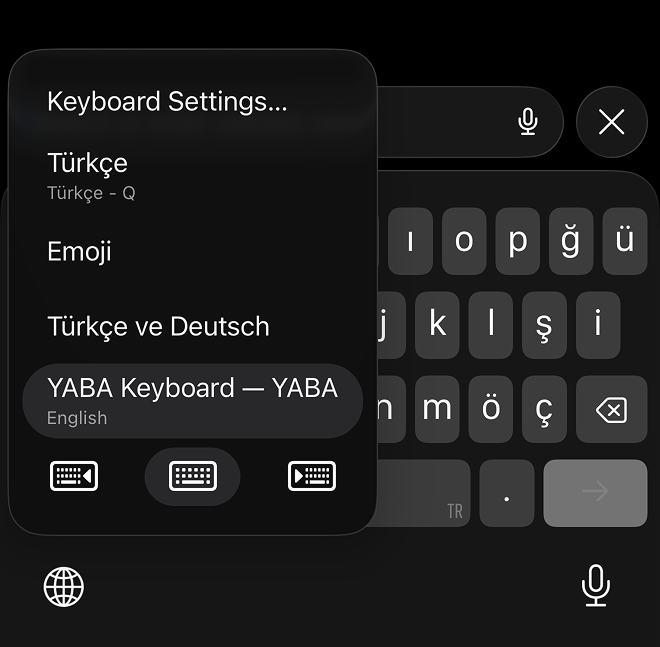 Keyboard Settings...
Türkçe
Türkçe - Q
Emoji
Türkçe ve Deutsch
YABA Keyboard — YABA
English
ı o p ğ ü
j k l ş i
n m ö ç
TR .